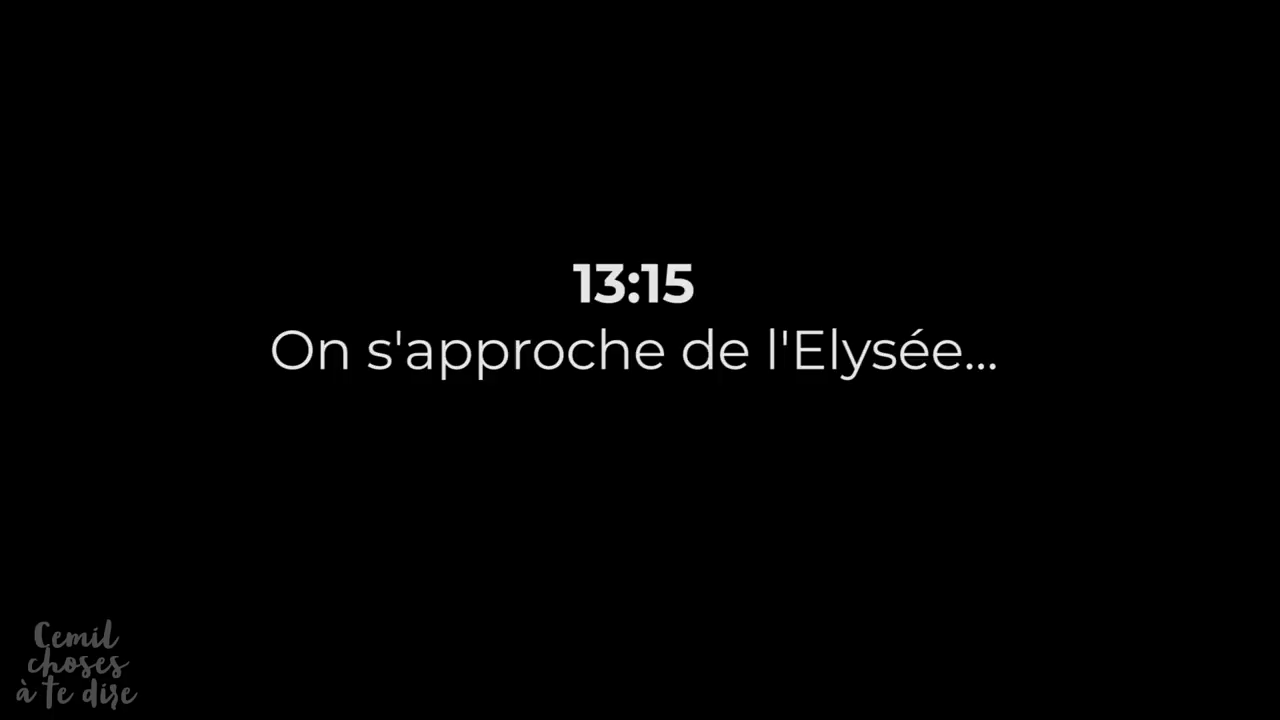 13:15
On s'approche de l'Elysée...
Cemil
choses
à te dire